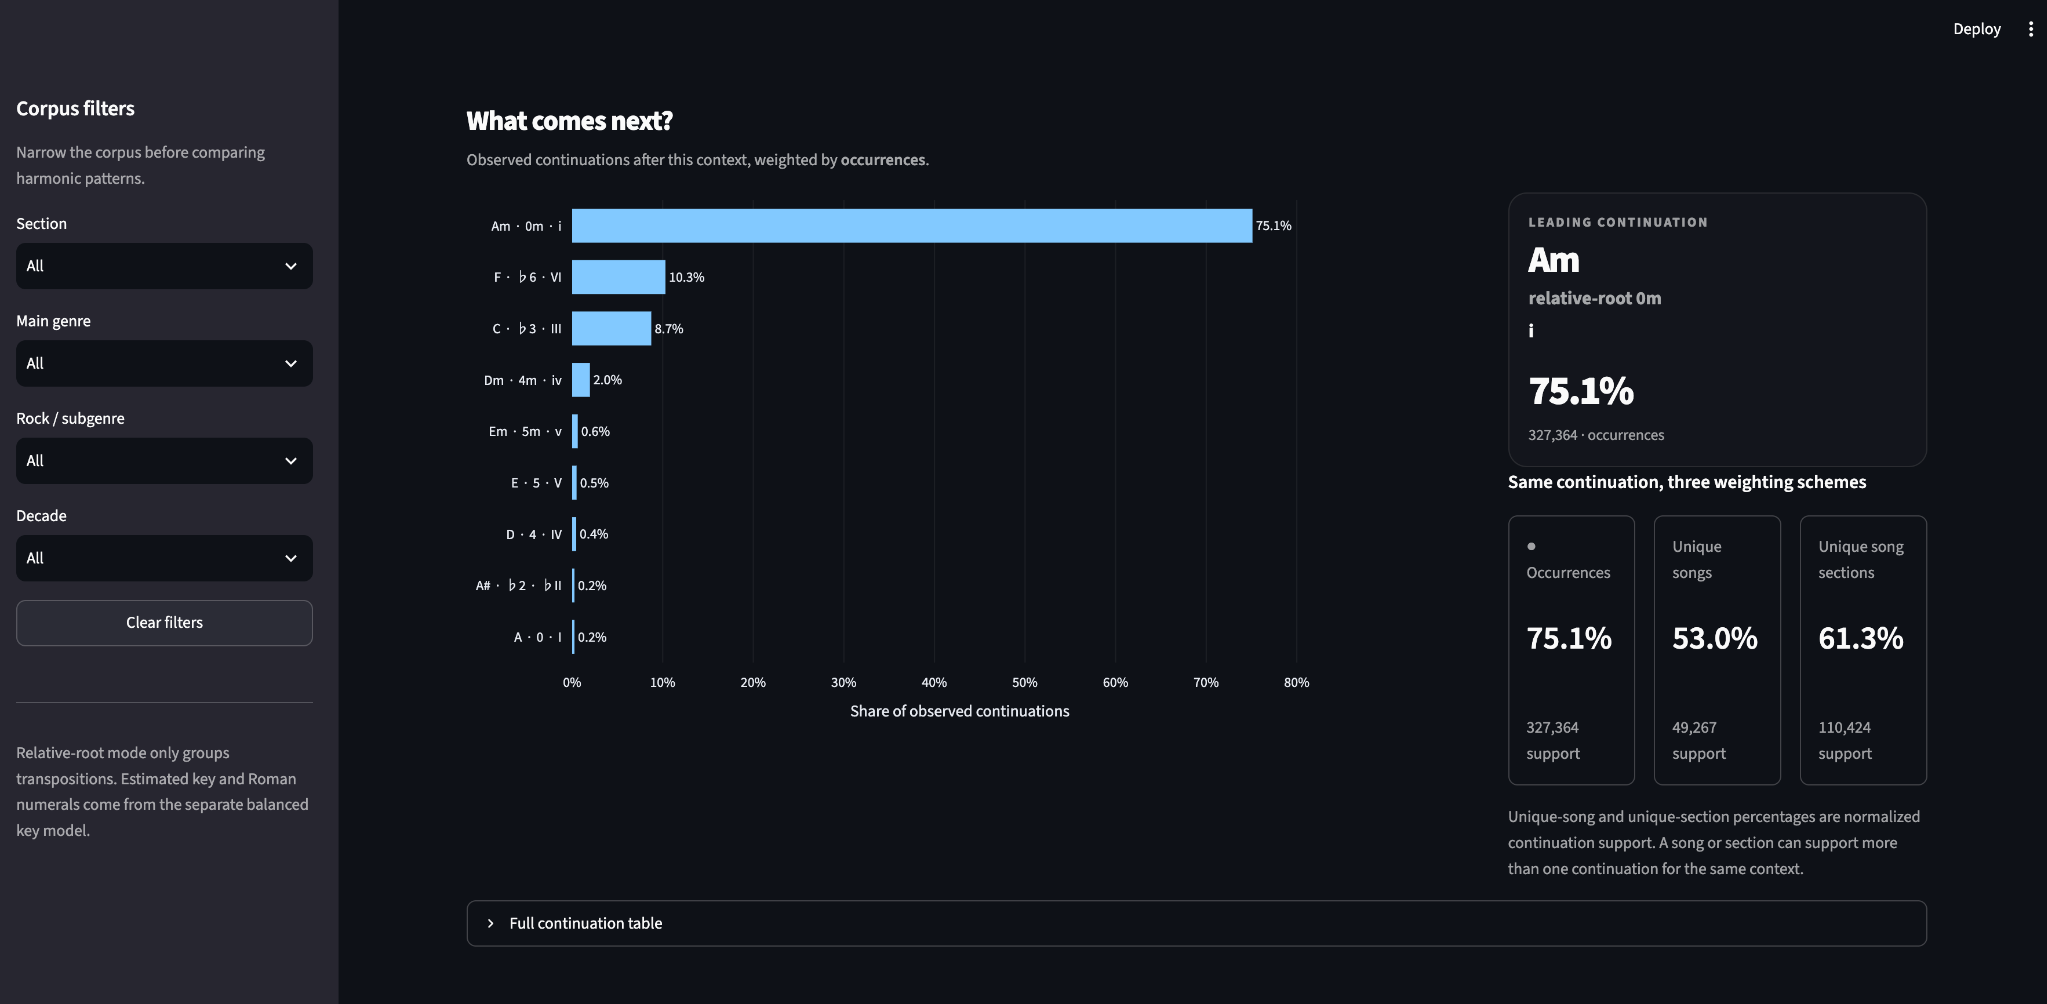 Deploy
Corpus filters
Narrow the corpus before comparing
harmonic patterns.
Section
All
Main genre
All
Rock / subgenre
All
Decade
All
Clear filters
Relative-root mode only groups
transpositions. Estimated key and Roman
numerals come from the separate balanced
key model.
What comes next?
Observed continuations after this context, weighted by occurrences.
Am · 0m · i 75.1%
F · ♭6 · VI 10.3%
C · ♭3 · III 8.7%
Dm · 4m · iv 2.0%
Em · 5m · v 0.6%
E · 5 · V 0.5%
D · 4 · IV 0.4%
A# · ♭2 · ♭II 0.2%
A · 0 · I 0.2%
0% 10% 20% 30% 40% 50% 60% 70% 80%
Share of observed continuations
LEADING CONTINUATION
Am
relative-root 0m
i
75.1%
327,364 · occurrences
Same continuation, three weighting schemes
●
Occurrences
75.1%
327,364
support
Unique
songs
53.0%
49,267
support
Unique song
sections
61.3%
110,424
support
Unique-song and unique-section percentages are normalized
continuation support. A song or section can support more
than one continuation for the same context.
Full continuation table